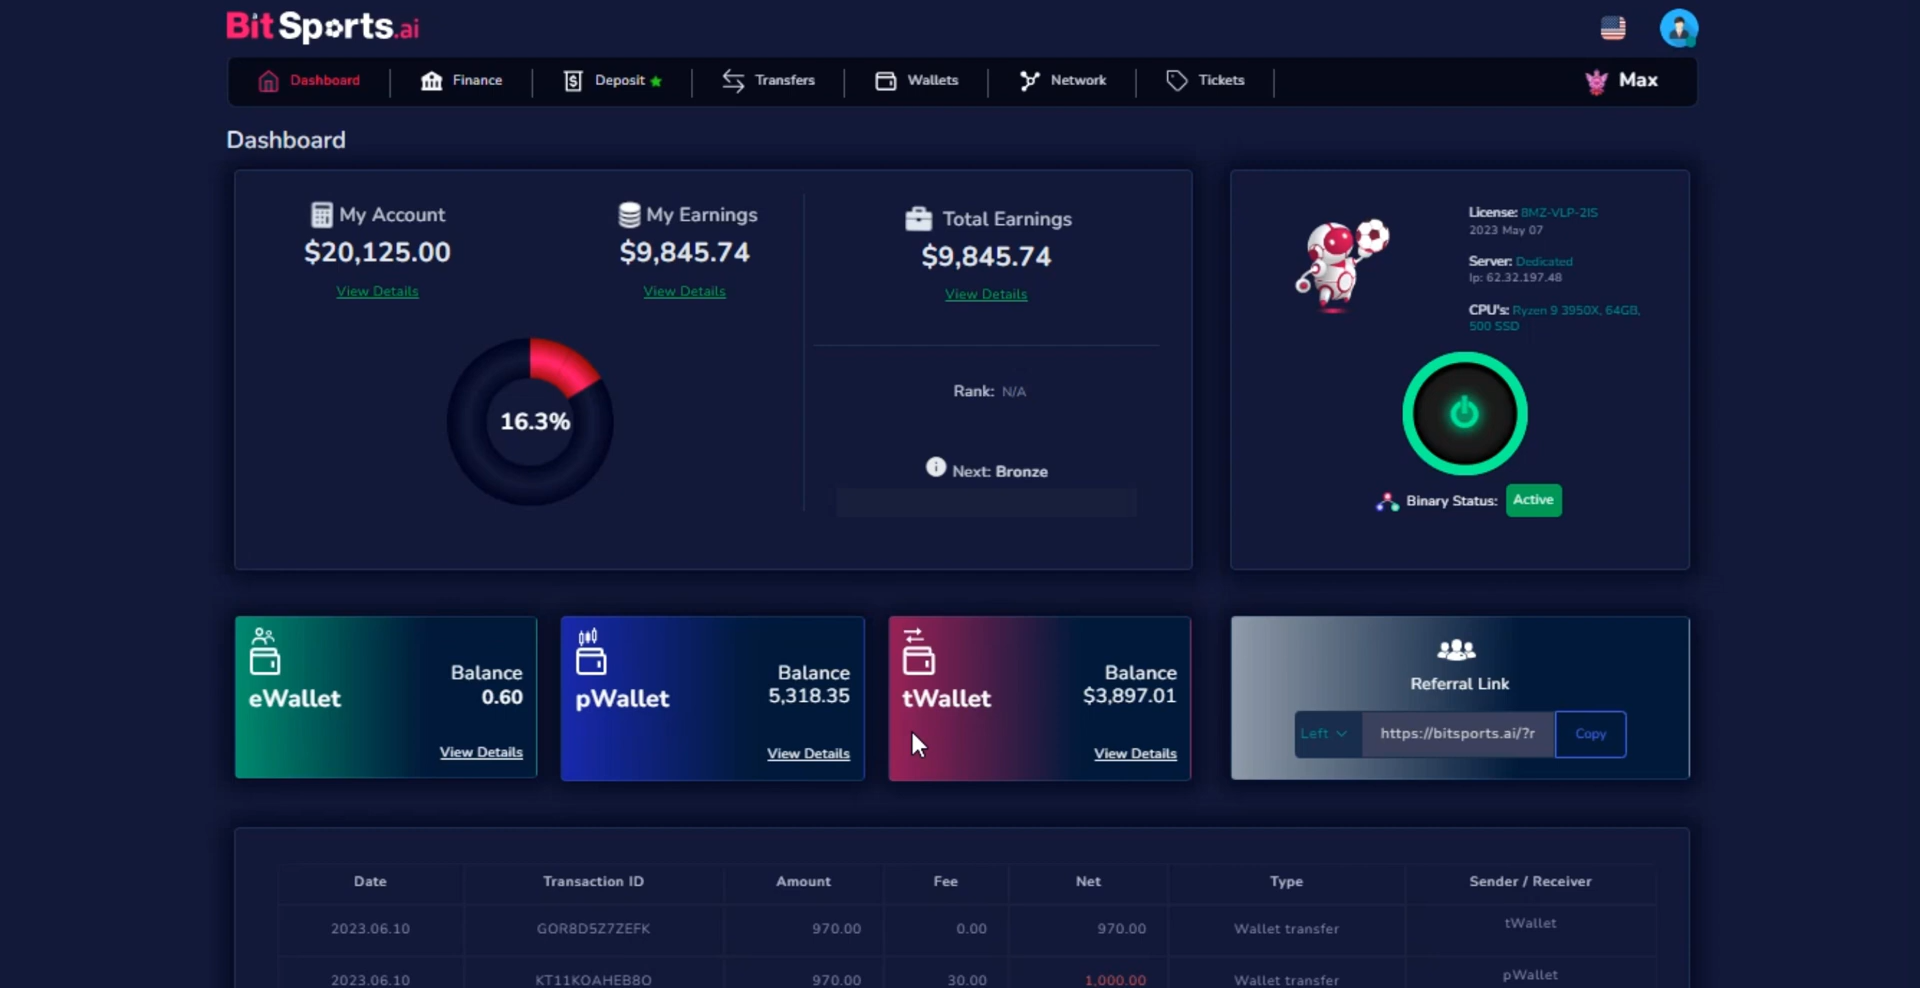 BitSports.ai
Dashboard Finance Deposit Transfers Wallets Network Tickets Max
Dashboard
My Account
$20,125.00
View Details
My Earnings
$9,845.74
View Details
16.3%
Total Earnings
$9,845.74
View Details
Rank: N/A
Next: Bronze
License: 8MZ-VLP-2IS
2023 May 07
Server: Dedicated
Ip: 62.32.197.48
CPU's: Ryzen 9 3950X, 64GB,
500 SSD
Binary Status: Active
eWallet
Balance
0.60
View Details
pWallet
Balance
5,318.35
View Details
tWallet
Balance
$3,897.01
View Details
Referral Link
Left https://bitsports.ai/?r Copy
Date Transaction ID Amount Fee Net Type Sender / Receiver
2023.06.10 GOR8D5Z7ZEFK 970.00 0.00 970.00 Wallet transfer tWallet
2023.06.10 KT11KOAHEB8O 970.00 30.00 1,000.00 Wallet transfer pWallet